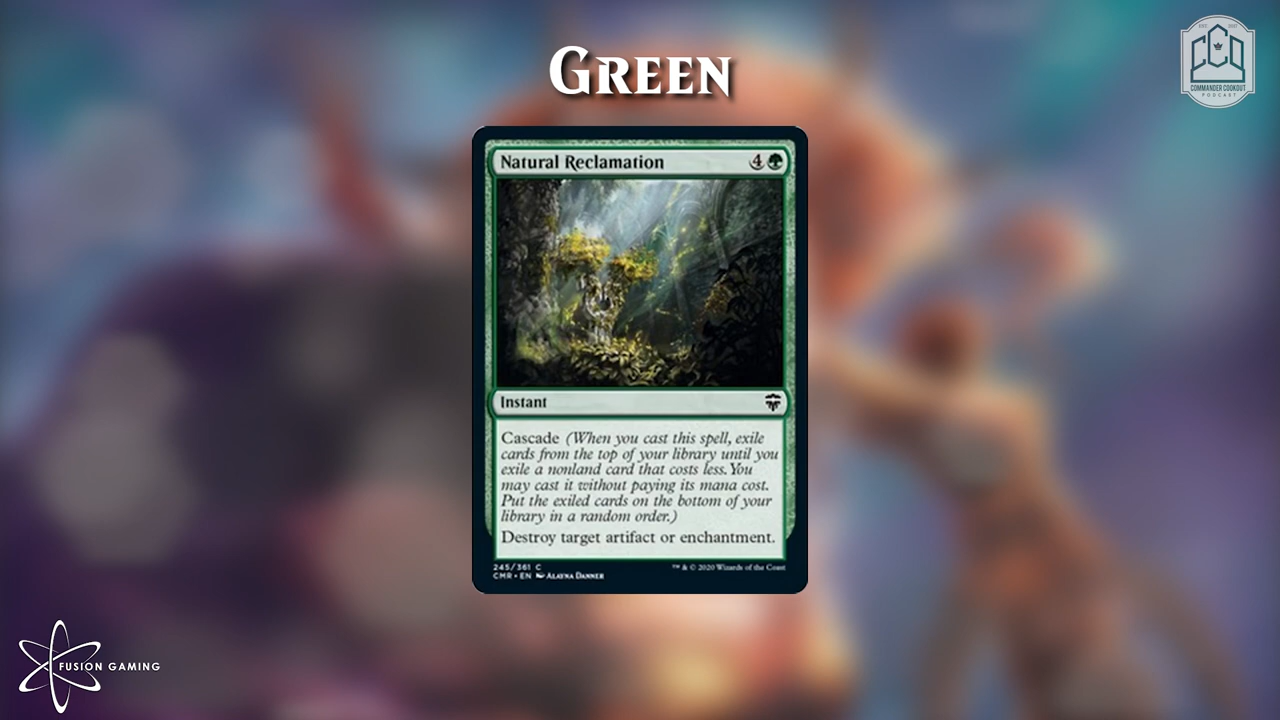 GREEN
COMMANDER COOKOUT
PODCAST
Natural Reclamation 4
Instant
Cascade (When you cast this spell, exile
cards from the top of your library until you
exile a nonland card that costs less. You
may cast it without paying its mana cost.
Put the exiled cards on the bottom of your
library in a random order.)
Destroy target artifact or enchantment.
245/361 C
CMR • EN ALAYNA DANNER
™ & © 2020 Wizards of the Coast
FUSION GAMING